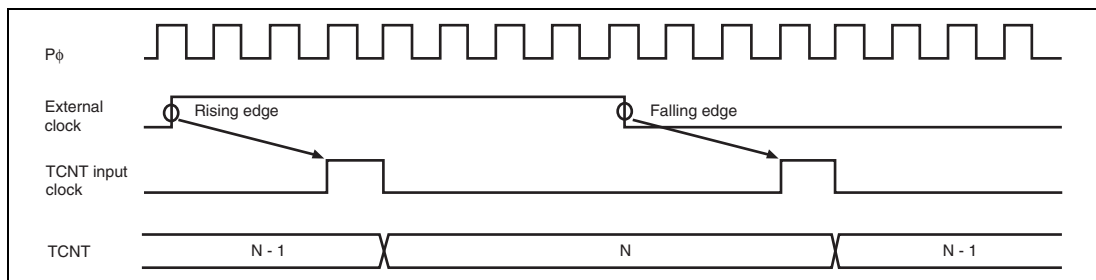 Pϕ
External
clock
Rising edge
Falling edge
TCNT input
clock
TCNT
N - 1
N
N - 1